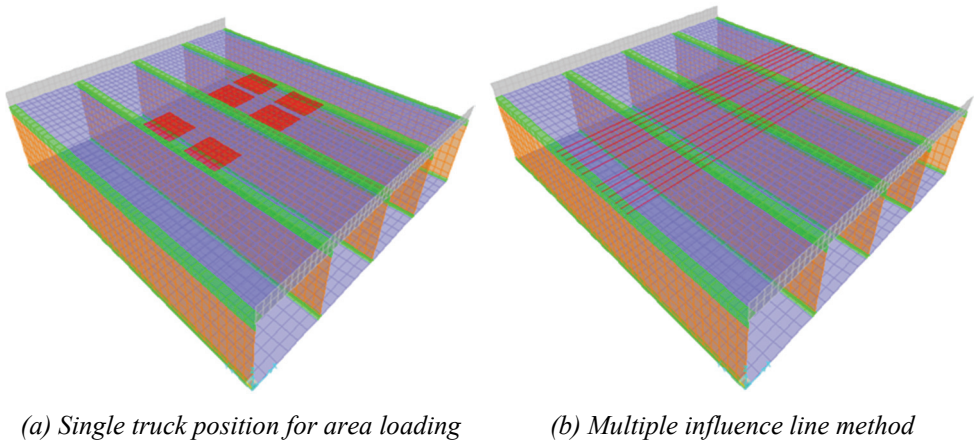 (a) Single truck position for area loading
(b) Multiple influence line method